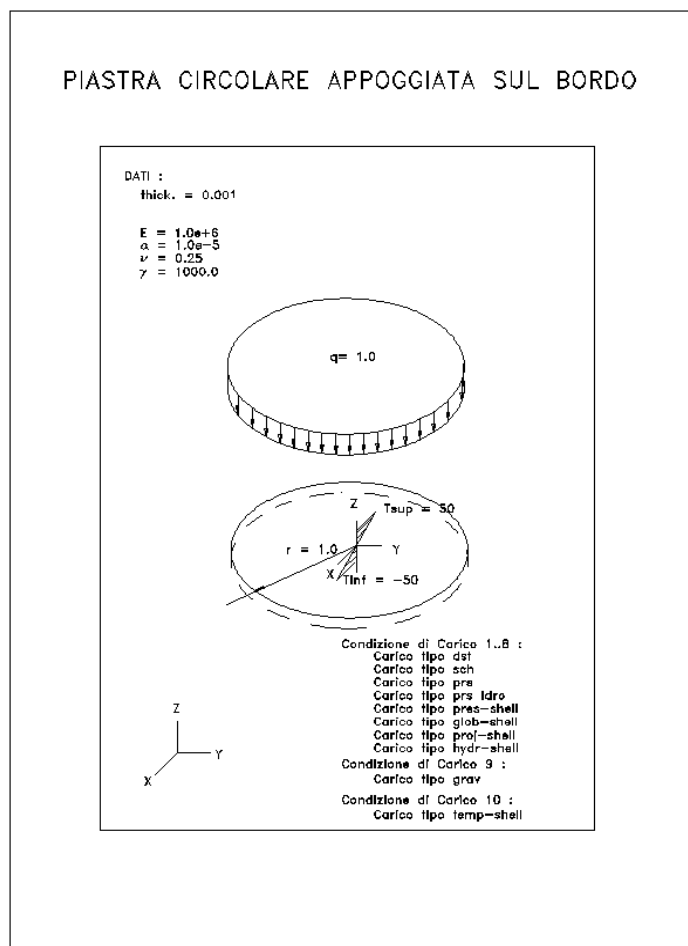 PIASTRA CIRCOLARE APPOGGIATA SUL BORDO
DATI :
thick. = 0.001
E = 1.0e+6
α = 1.0e-5
ν = 0.25
γ = 1000.0
q= 1.0
Z
Tsup = 50
r = 1.0
Y
X
Tinf = -50
Condizione di Carico 1..8 :
Carico tipo dst
Carico tipo sch
Carico tipo prs
Carico tipo prs idro
Carico tipo pres-shell
Carico tipo glob-shell
Carico tipo proj-shell
Carico tipo hydr-shell
Condizione di Carico 9 :
Carico tipo grav
Condizione di Carico 10 :
Carico tipo temp-shell
Z
Y
X